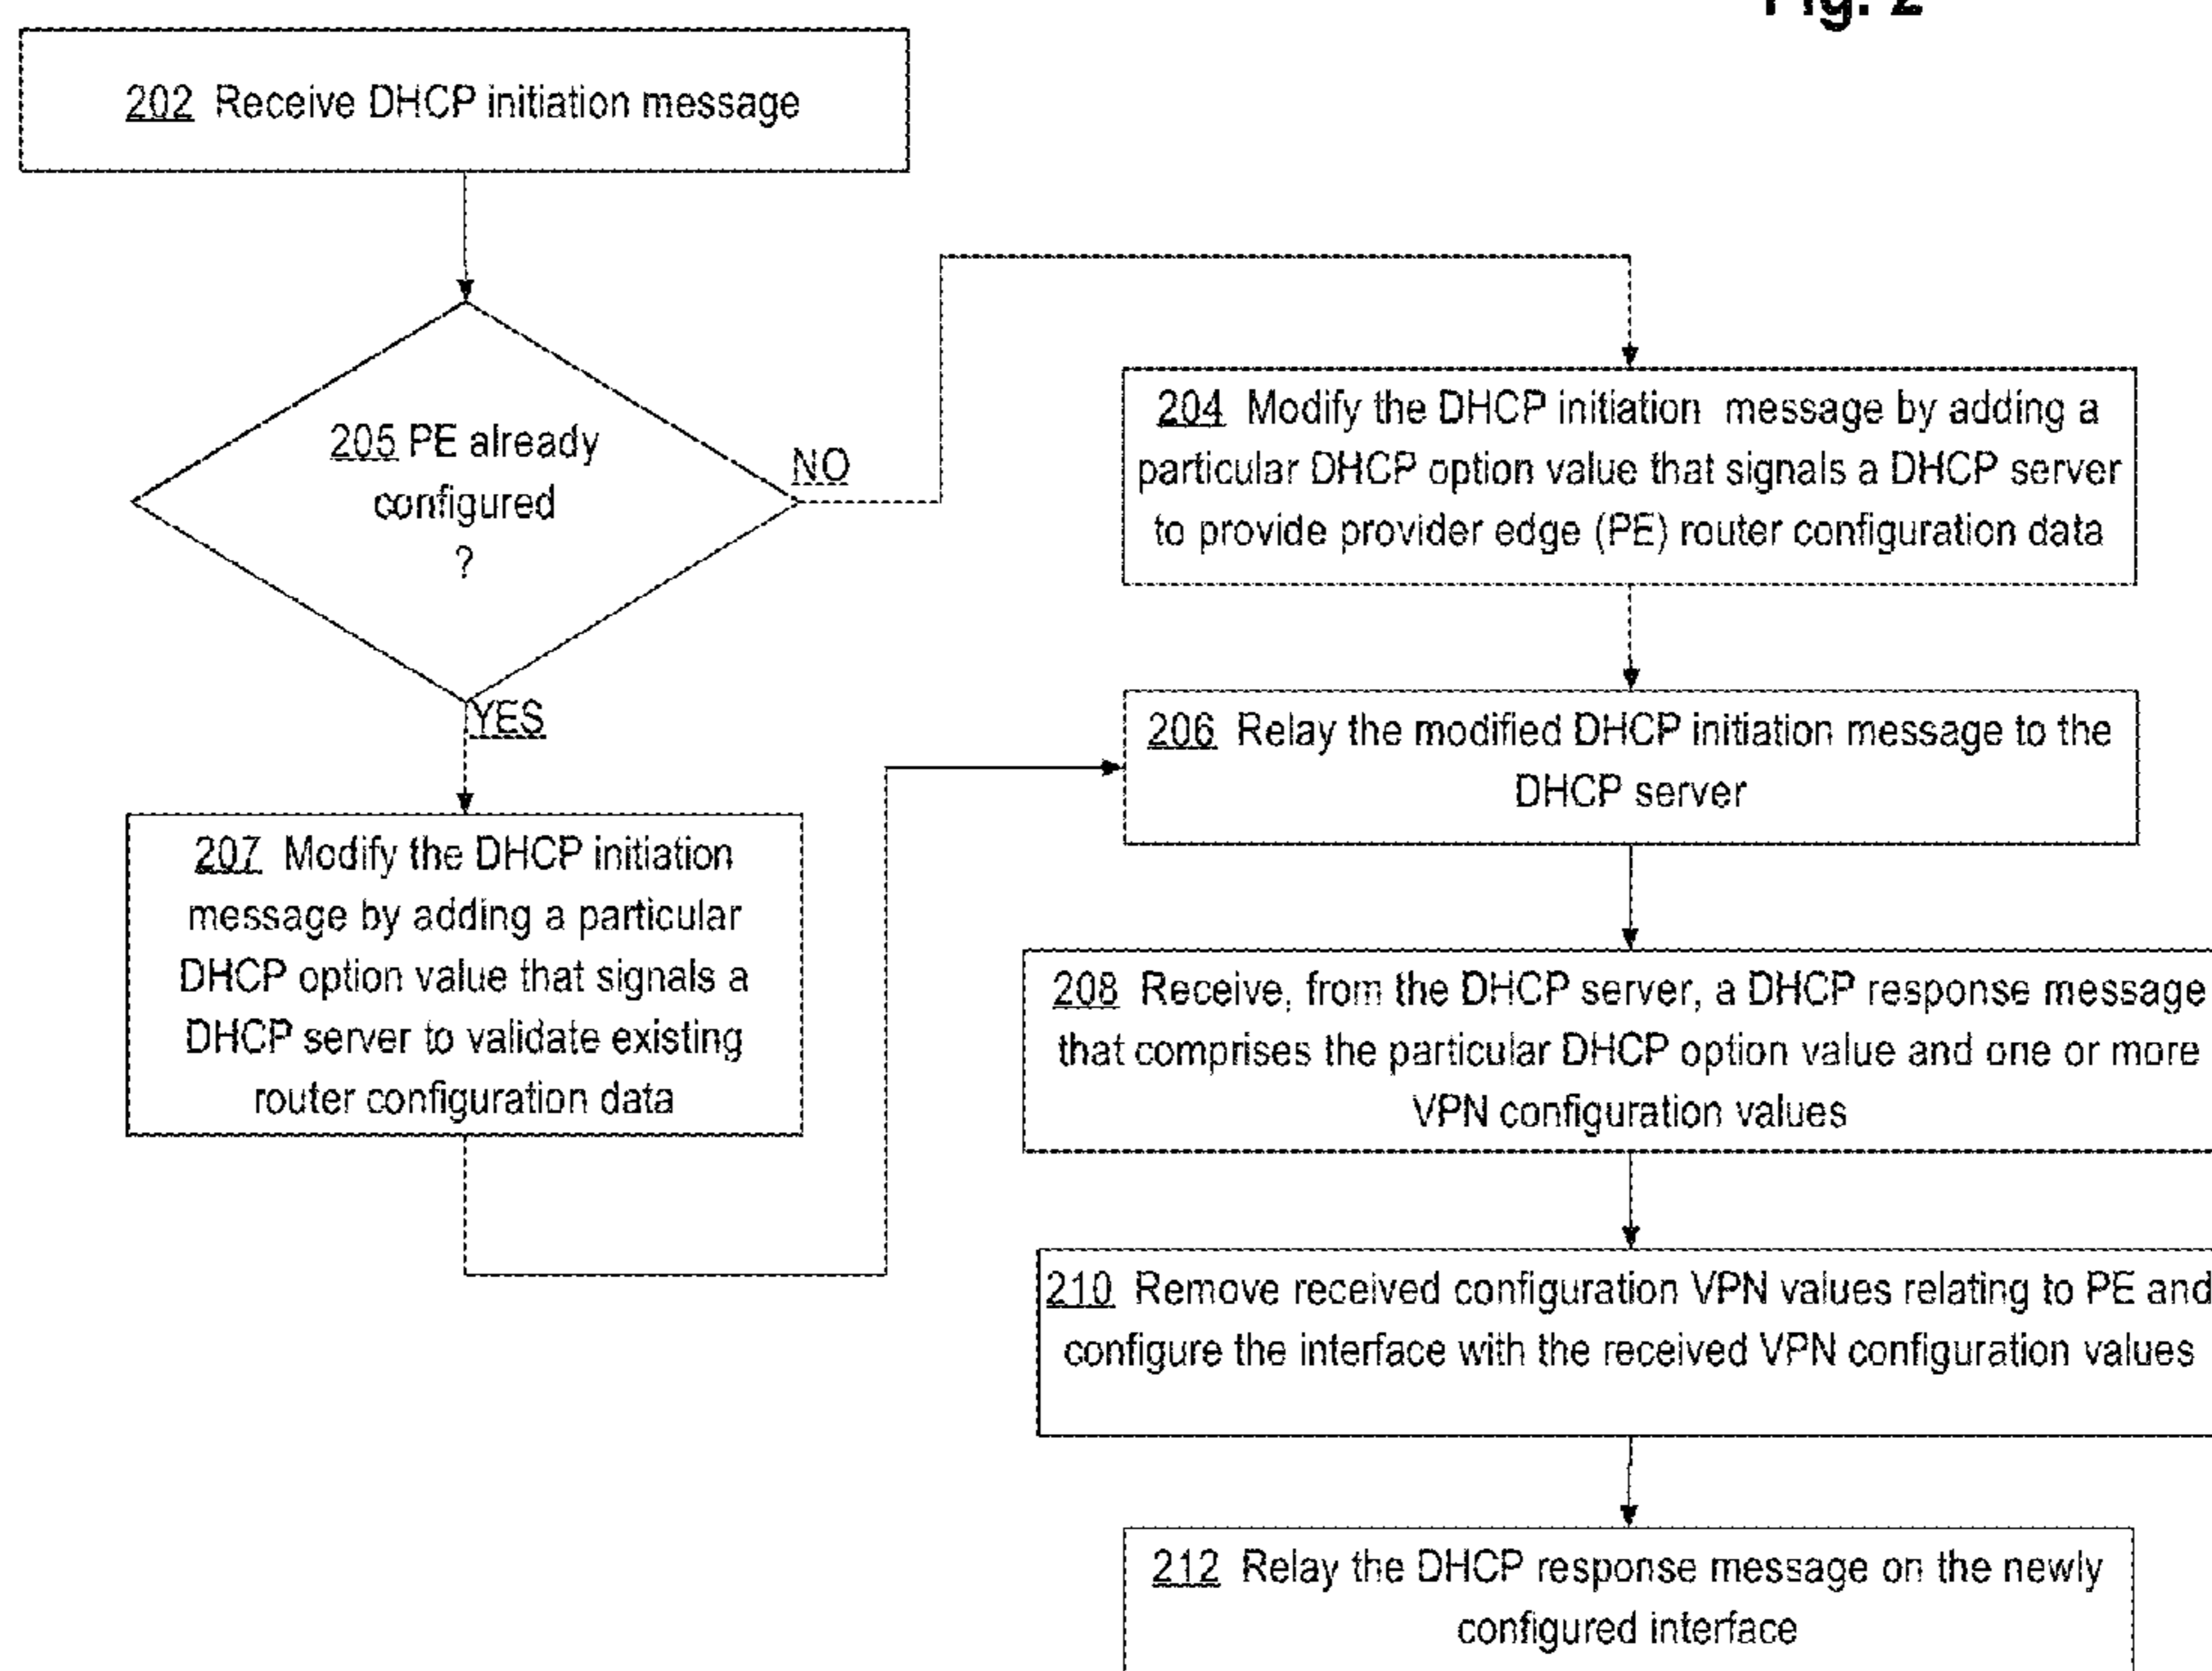 Fig. 2
202 Receive DHCP initiation message
205 PE already
configured
?
NO
YES
204 Modify the DHCP initiation message by adding a
particular DHCP option value that signals a DHCP server
to provide provider edge (PE) router configuration data
206 Relay the modified DHCP initiation message to the
DHCP server
207 Modify the DHCP initiation
message by adding a particular
DHCP option value that signals a
DHCP server to validate existing
router configuration data
208 Receive, from the DHCP server, a DHCP response message
that comprises the particular DHCP option value and one or more
VPN configuration values
210 Remove received configuration VPN values relating to PE and
configure the interface with the received VPN configuration values
212 Relay the DHCP response message on the newly
configured interface